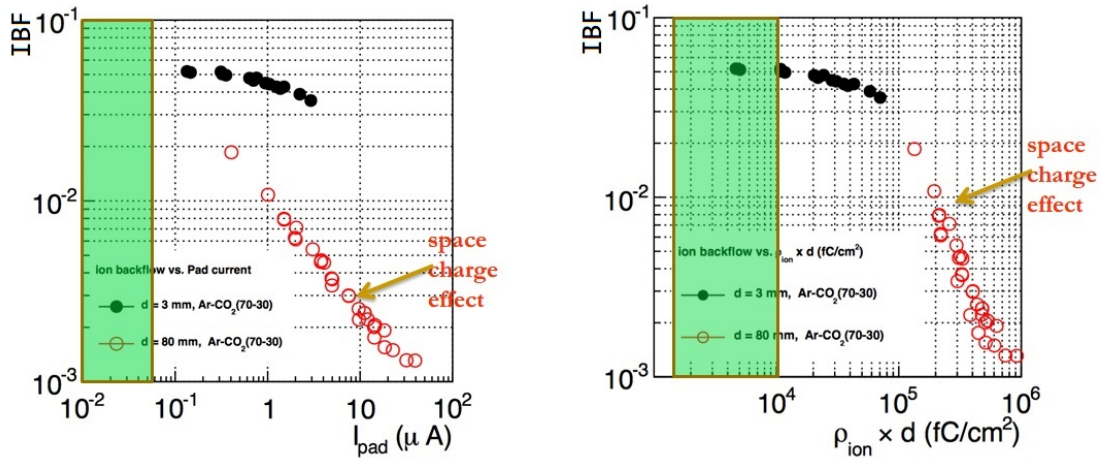 10⁻¹
IBF
10⁻²
10⁻³
space
charge
effect
ion backflow vs. Pad current
d = 3 mm, Ar-CO₂(70-30)
d = 80 mm, Ar-CO₂(70-30)
10⁻² 10⁻¹ 1 10 10²
I_pad (μ A)
10⁻¹
IBF
10⁻²
10⁻³
space
charge
effect
ion backflow vs. ρ_ion x d (fC/cm²)
d = 3 mm, Ar-CO₂(70-30)
d = 80 mm, Ar-CO₂(70-30)
10⁴ 10⁵ 10⁶
ρ_ion × d (fC/cm²)